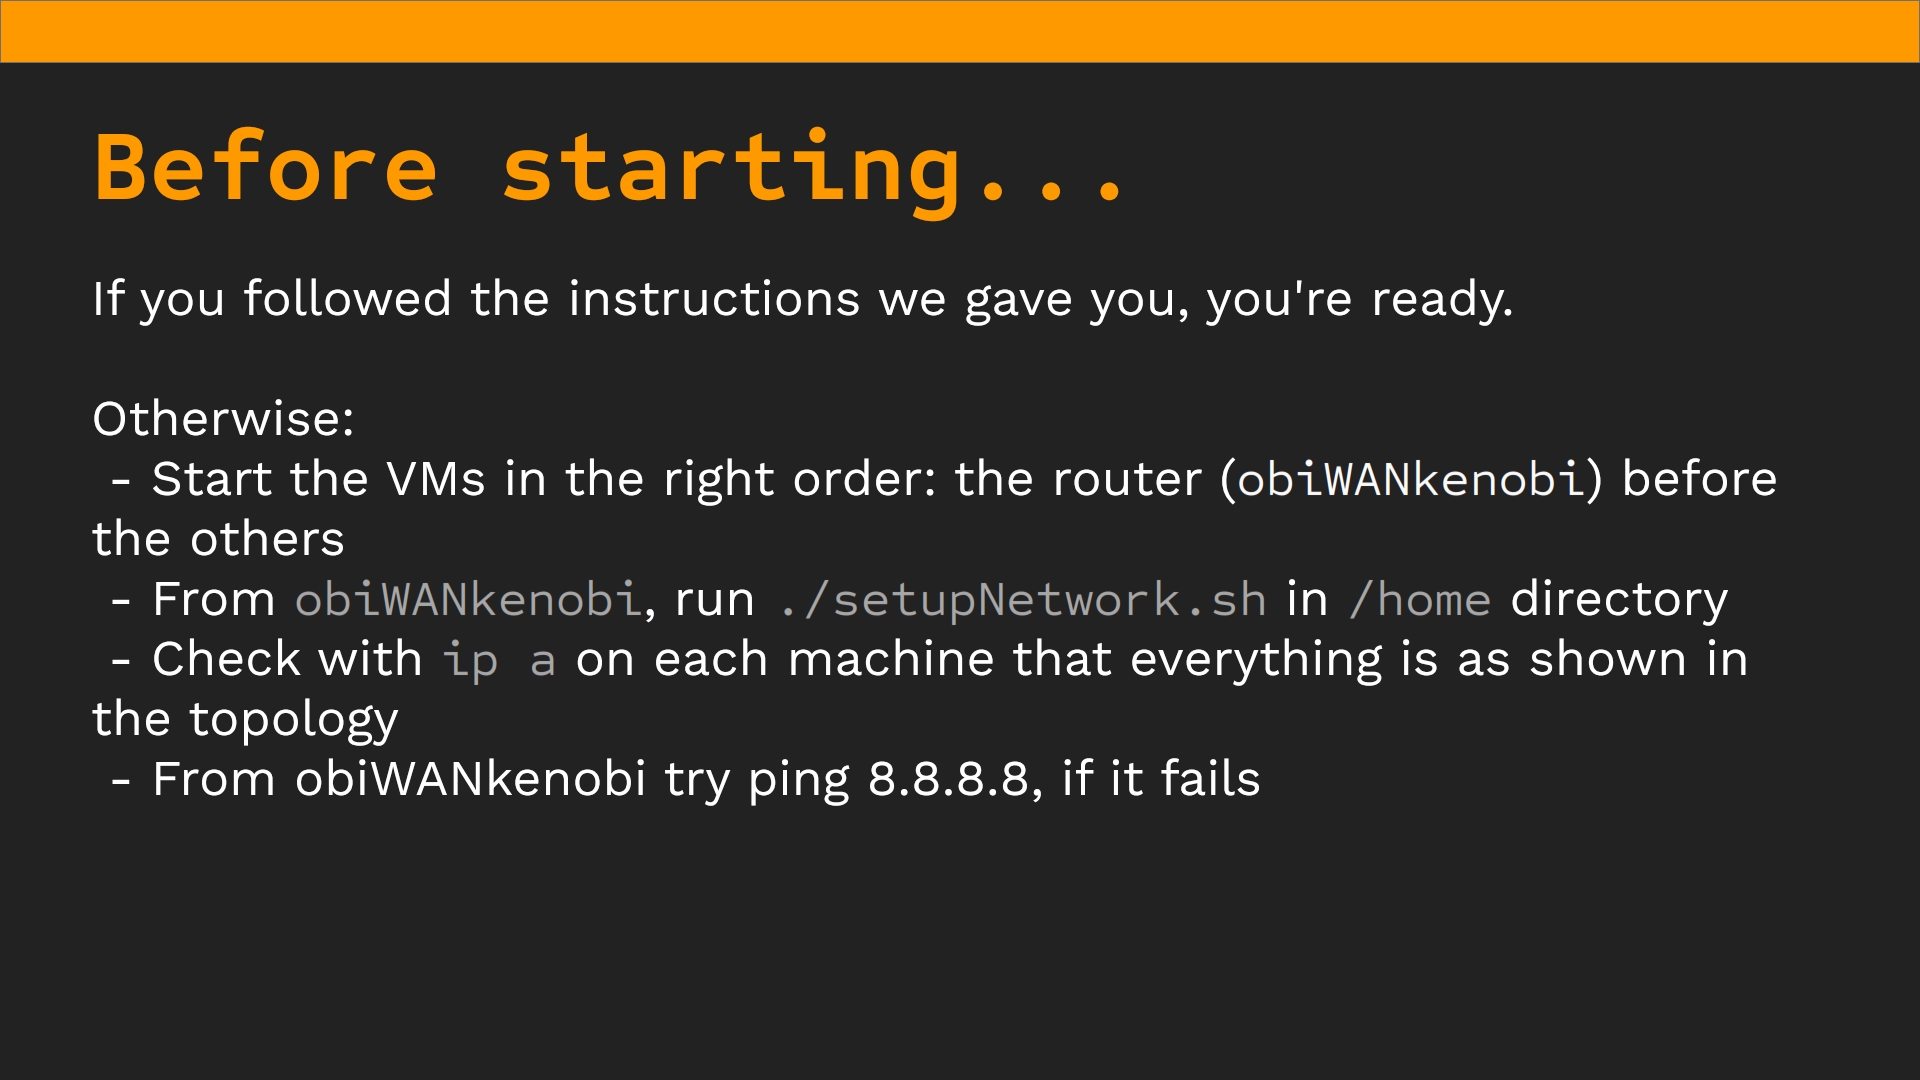 Before starting...
If you followed the instructions we gave you, you're ready.
Otherwise:
- Start the VMs in the right order: the router (obiWANkenobi) before
the others
- From obiWANkenobi, run ./setupNetwork.sh in /home directory
- Check with ip a on each machine that everything is as shown in
the topology
- From obiWANkenobi try ping 8.8.8.8, if it fails